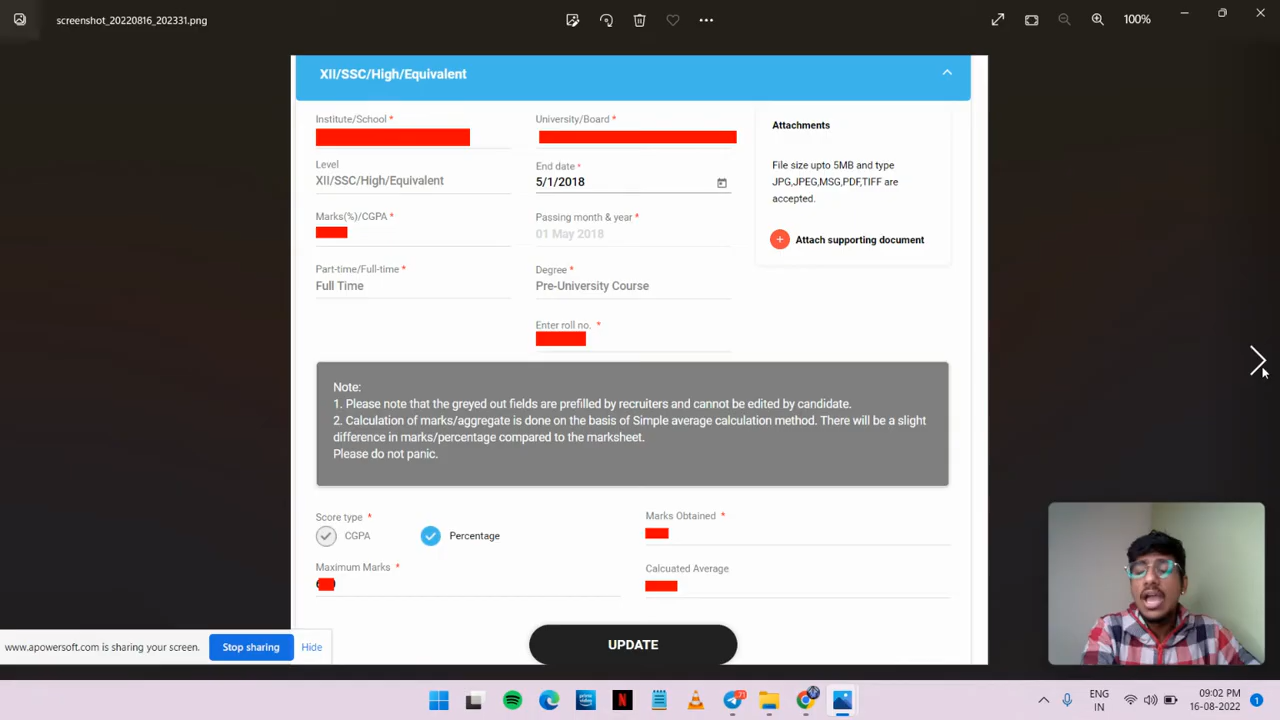 screenshot_20220816_202331.png
100%
XII/SSC/High/Equivalent
Institute/School *
University/Board *
Attachments
Level
XII/SSC/High/Equivalent
End date *
5/1/2018
File size upto 5MB and type
JPG,JPEG,MSG,PDF,TIFF are
accepted.
Marks(%)/CGPA *
Passing month & year *
01 May 2018
Attach supporting document
Part-time/Full-time *
Full Time
Degree *
Pre-University Course
Enter roll no. *
Note:
1. Please note that the greyed out fields are prefilled by recruiters and cannot be edited by candidate.
2. Calculation of marks/aggregate is done on the basis of Simple average calculation method. There will be a slight
difference in marks/percentage compared to the marksheet.
Please do not panic.
Score type *
CGPA
Percentage
Marks Obtained *
Maximum Marks *
Calcuated Average
UPDATE
www.apowersoft.com is sharing your screen.
Stop sharing
Hide
prime video
N
71
ENG
IN
09:02 PM
16-08-2022
1